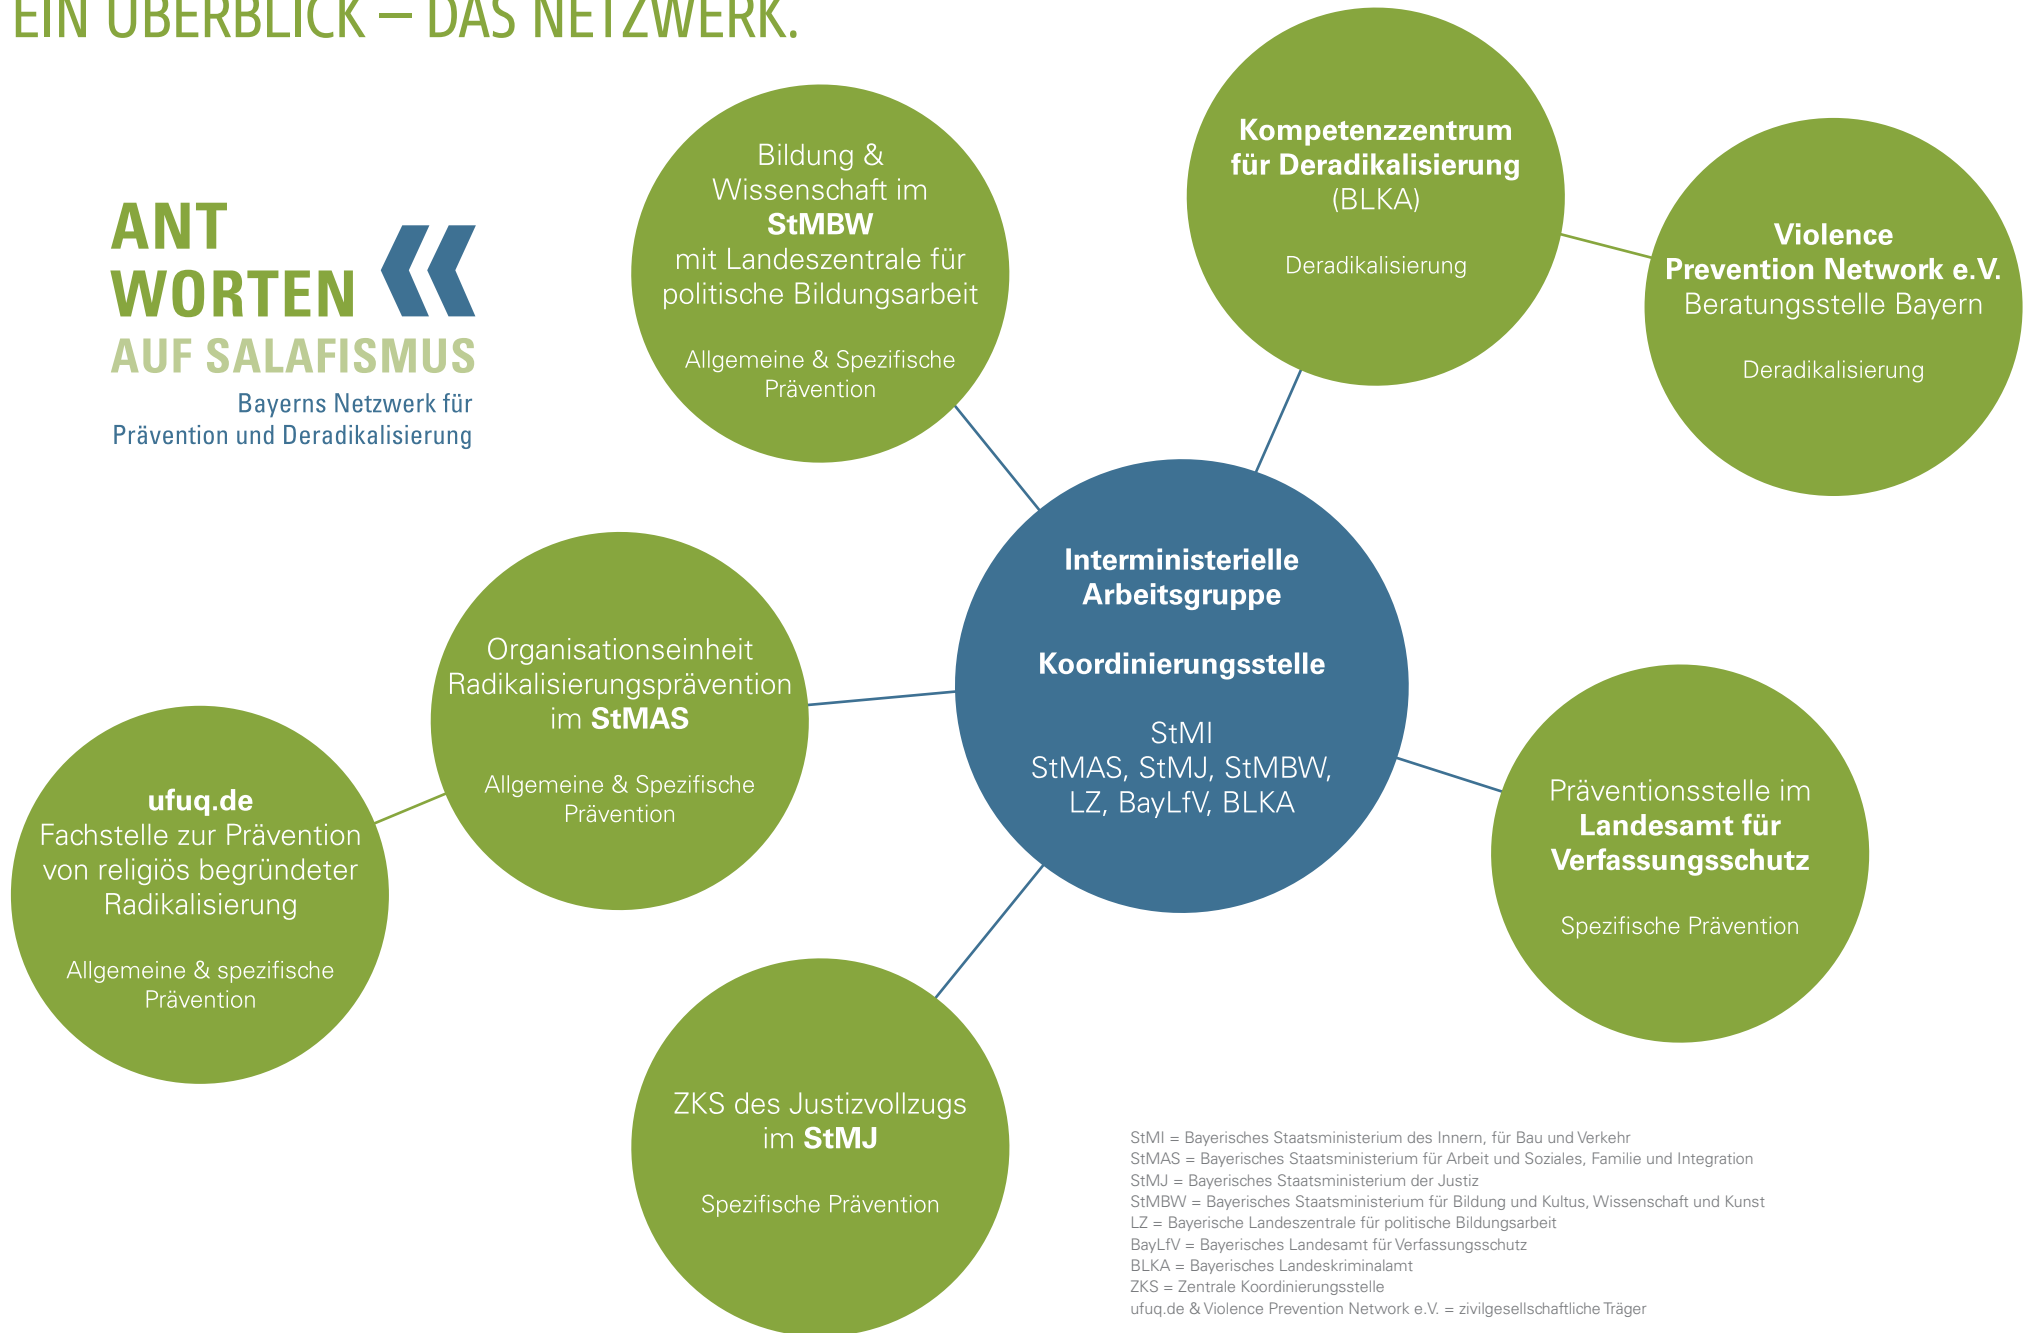 EIN ÜBERBLICK – DAS NETZWERK.
ANT
WORTEN
AUF SALAFISMUS
Bayerns Netzwerk für
Prävention und Deradikalisierung
Bildung &
Wissenschaft im
StMBW
mit Landeszentrale für
politische Bildungsarbeit
Allgemeine & Spezifische
Prävention
Kompetenzzentrum
für Deradikalisierung
(BLKA)
Deradikalisierung
Violence
Prevention Network e.V.
Beratungsstelle Bayern
Deradikalisierung
Interministerielle
Arbeitsgruppe
Koordinierungsstelle
StMI
StMAS, StMJ, StMBW,
LZ, BayLfV, BLKA
Organisationseinheit
Radikalisierungsprävention
im StMAS
Allgemeine & Spezifische
Prävention
ufuq.de
Fachstelle zur Prävention
von religiös begründeter
Radikalisierung
Allgemeine & spezifische
Prävention
Präventionsstelle im
Landesamt für
Verfassungsschutz
Spezifische Prävention
ZKS des Justizvollzugs
im StMJ
Spezifische Prävention
StMI = Bayerisches Staatsministerium des Innern, für Bau und Verkehr
StMAS = Bayerisches Staatsministerium für Arbeit und Soziales, Familie und Integration
StMJ = Bayerisches Staatsministerium der Justiz
StMBW = Bayerisches Staatsministerium für Bildung und Kultus, Wissenschaft und Kunst
LZ = Bayerische Landeszentrale für politische Bildungsarbeit
BayLfV = Bayerisches Landesamt für Verfassungsschutz
BLKA = Bayerisches Landeskriminalamt
ZKS = Zentrale Koordinierungsstelle
ufuq.de & Violence Prevention Network e.V. = zivilgesellschaftliche Träger